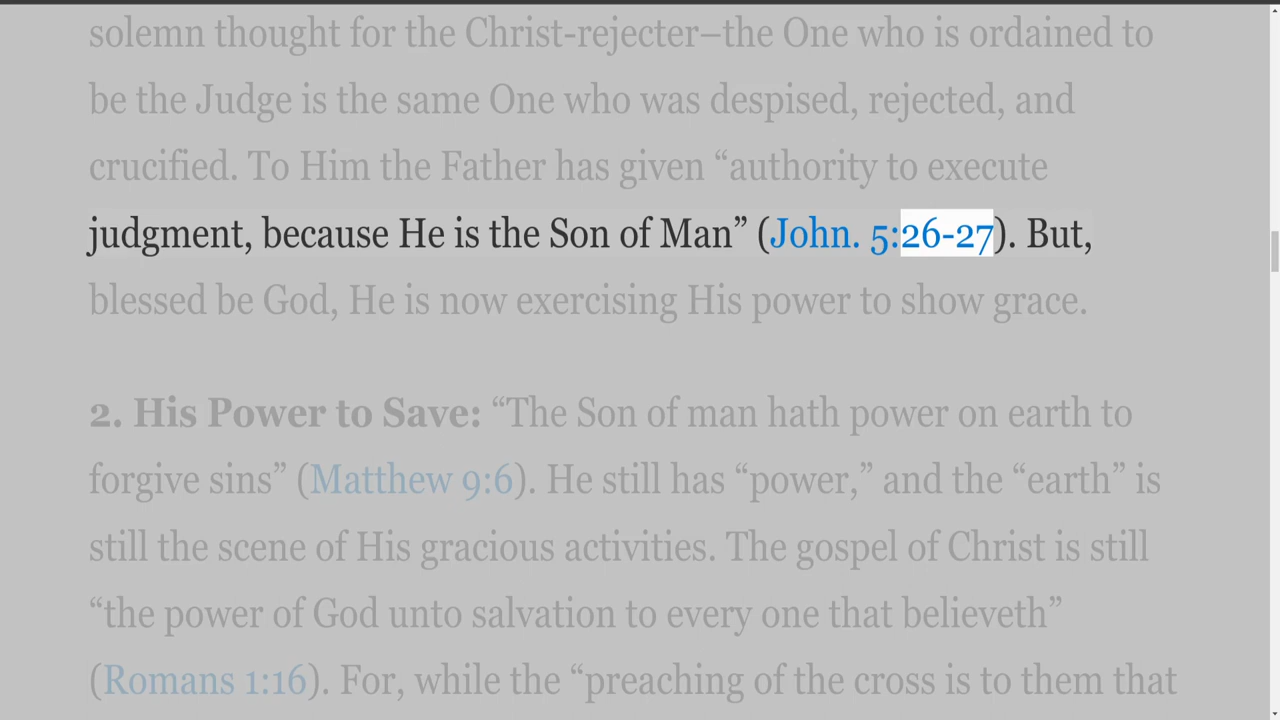 solemn thought for the Christ-rejecter–the One who is ordained to
be the Judge is the same One who was despised, rejected, and
crucified. To Him the Father has given “authority to execute
judgment, because He is the Son of Man” (John. 5:26-27). But,
blessed be God, He is now exercising His power to show grace.
2. His Power to Save: “The Son of man hath power on earth to
forgive sins” (Matthew 9:6). He still has “power,” and the “earth” is
still the scene of His gracious activities. The gospel of Christ is still
“the power of God unto salvation to every one that believeth”
(Romans 1:16). For, while the “preaching of the cross is to them that